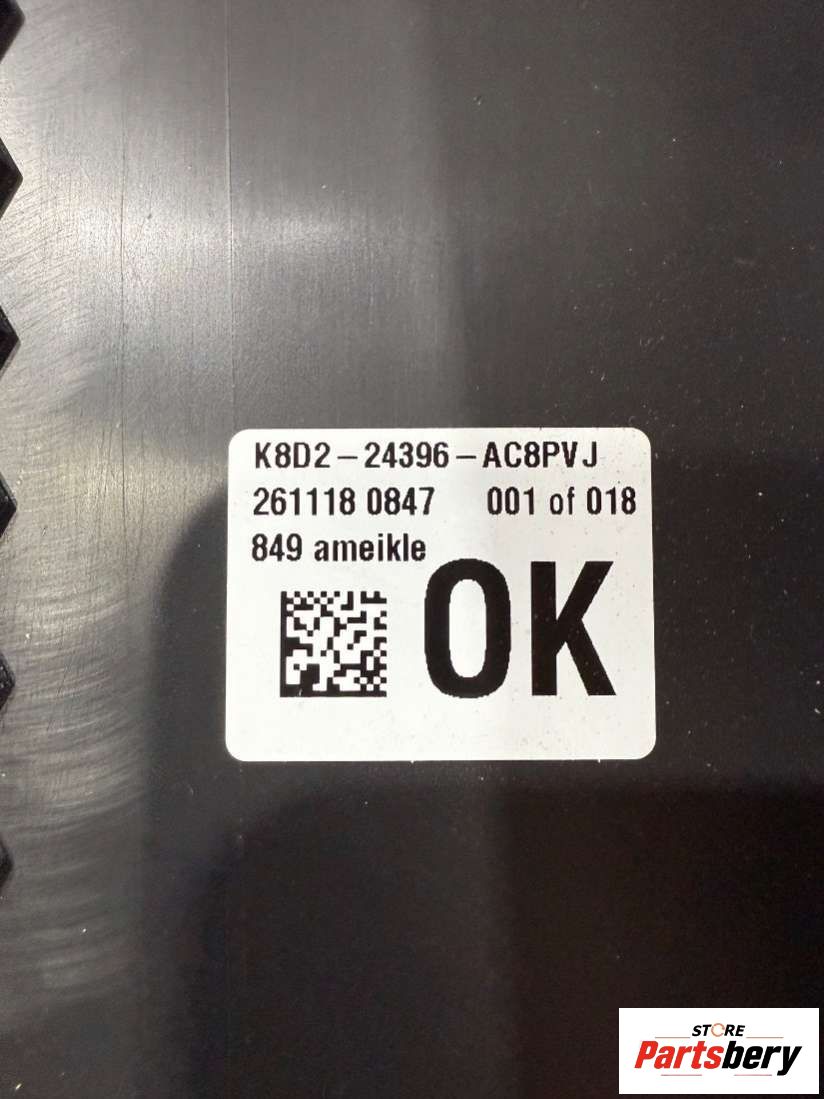 K8D2-24396-AC8PVJ
261118 0847 001 of 018
849 ameikle
OK
STORE
Partsbery